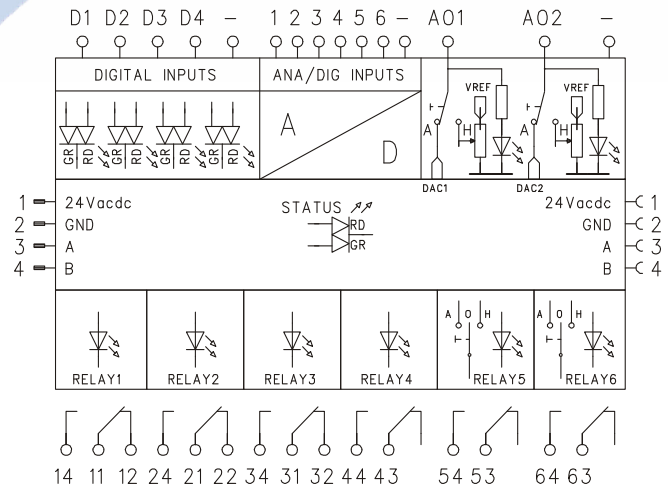 D1 D2 D3 D4 - 1 2 3 4 5 6 - AO1 AO2 -
DIGITAL INPUTS ANA/DIG INPUTS
VREF VREF
GR RD GR RD GR RD GR RD
A D
A H A H
DAC1 DAC2
1 24Vacdc STATUS 24Vacdc 1
2 GND RD GND 2
3 A GR A 3
4 B B 4
A O H A O H
RELAY1 RELAY2 RELAY3 RELAY4 RELAY5 RELAY6
14 11 12 24 21 22 34 31 32 44 43 54 53 64 63